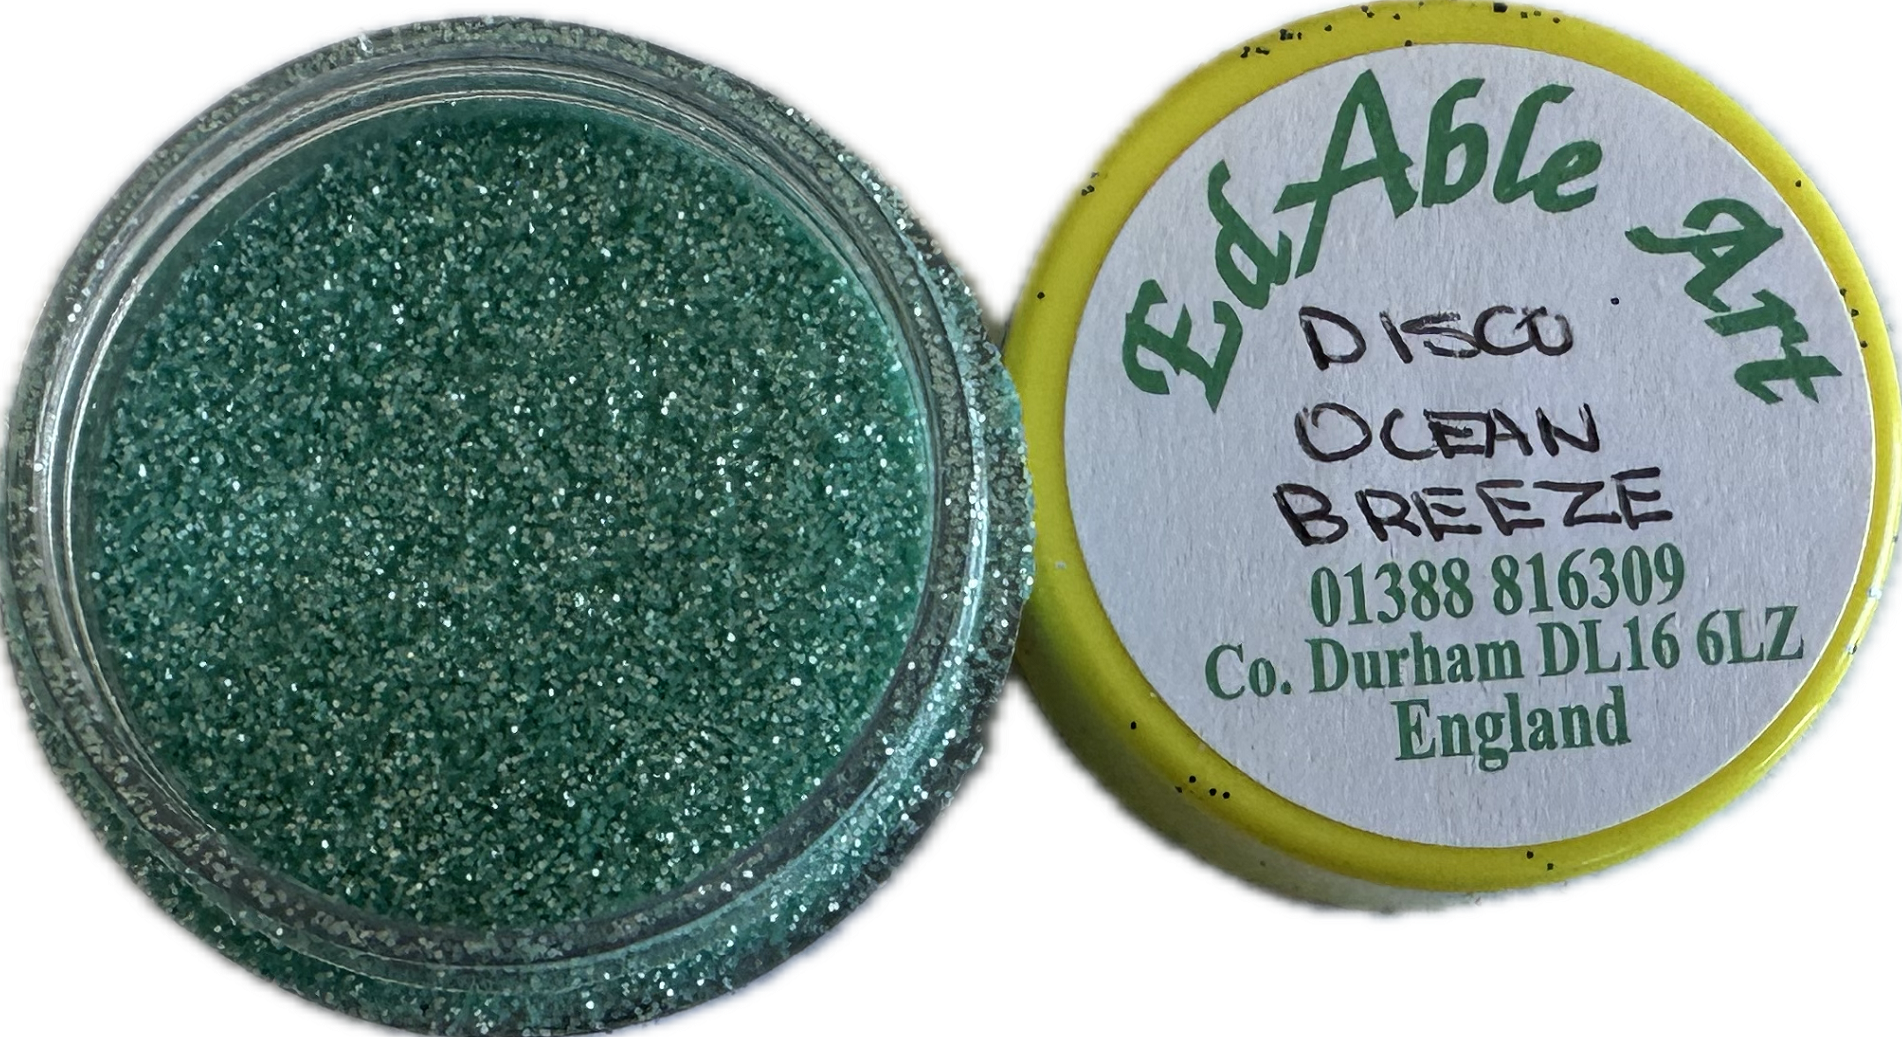 EdAble Art
DISCO
OCEAN
BREEZE
01388 816309
Co. Durham DL16 6LZ
England